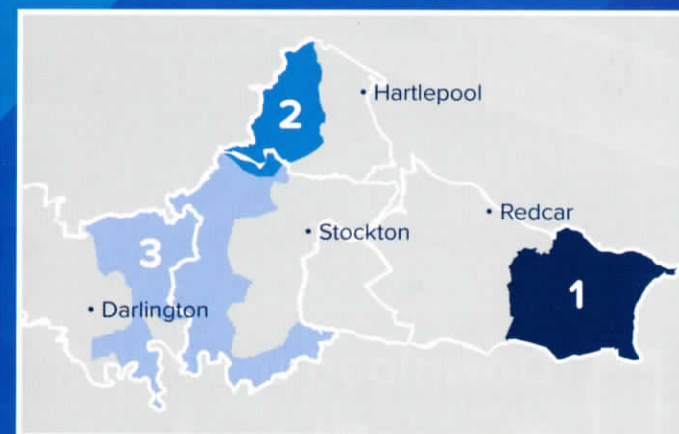 2
• Hartlepool
• Redcar
• Stockton
3
1
• Darlington